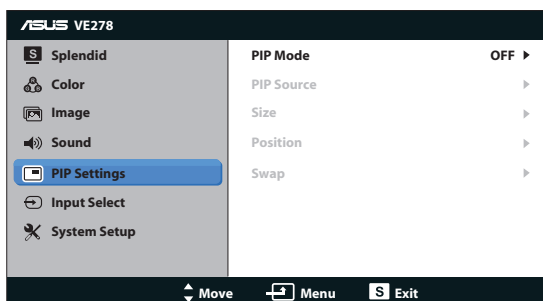 ASUS VE278
S Splendid
Color
Image
Sound
PIP Settings
Input Select
System Setup
PIP Mode OFF
PIP Source
Size
Position
Swap
Move Menu S Exit